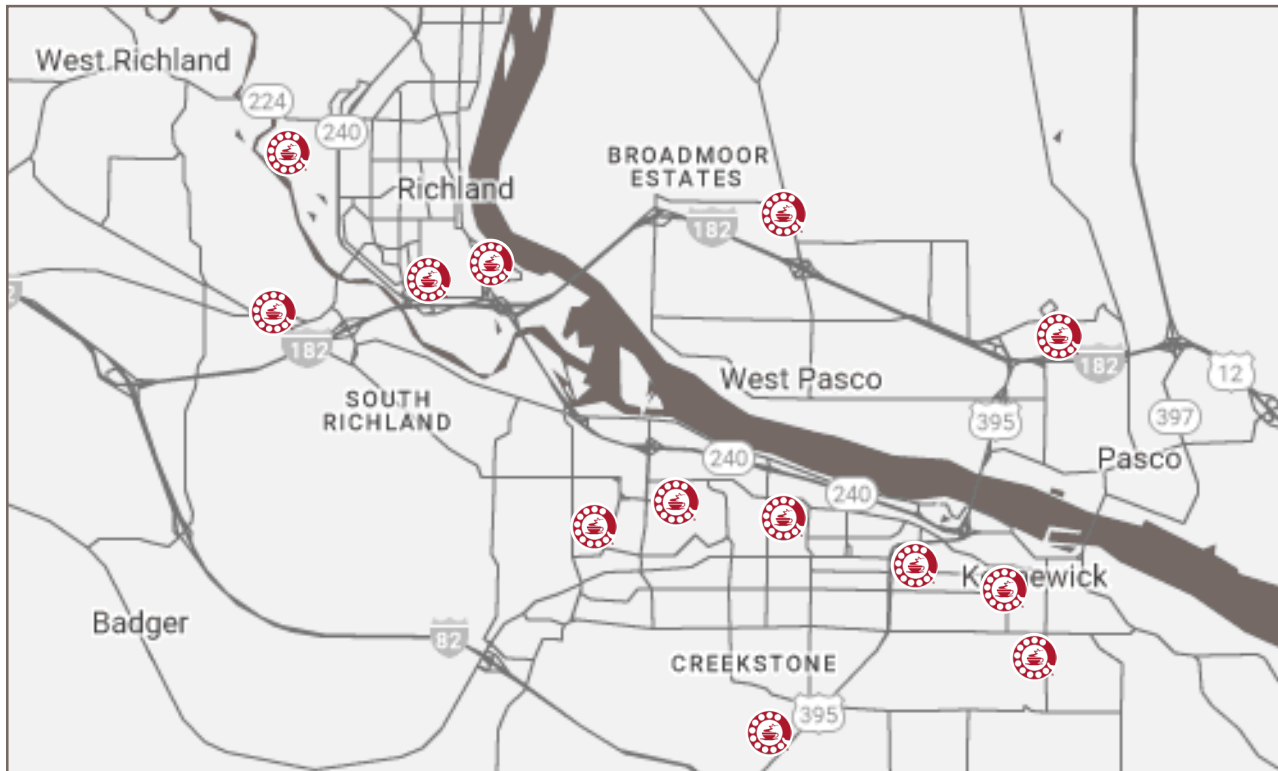 West Richland
224
240
Richland
BROADMOOR
ESTATES
182
182
SOUTH
RICHLAND
West Pasco
182
12
395
397
240
Pasco
240
Badger
82
CREEKSTONE
395